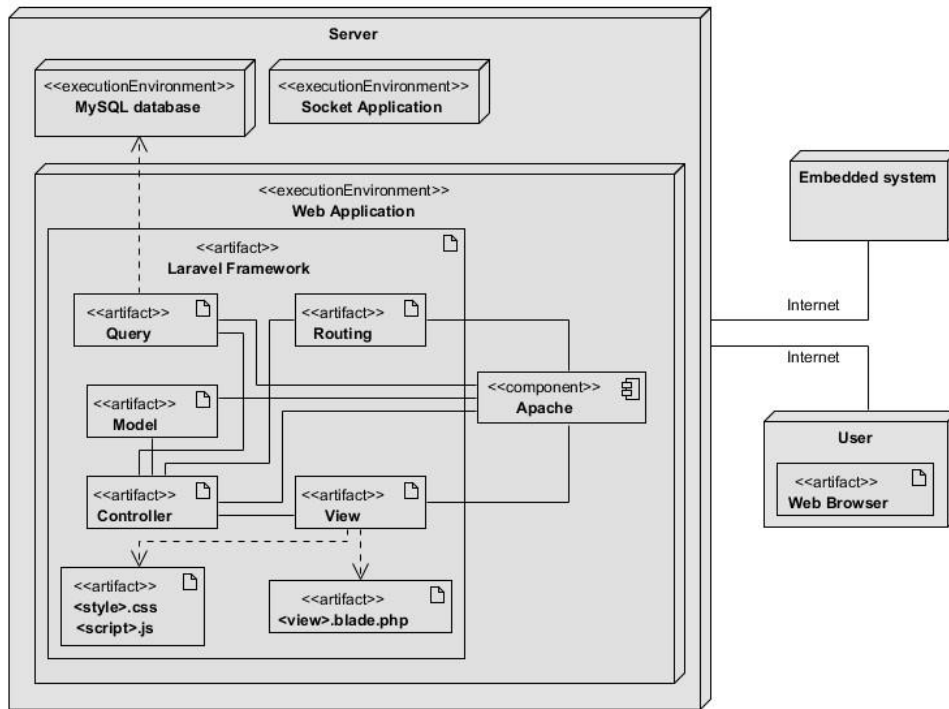 Server
<<executionEnvironment>>
MySQL database
<<executionEnvironment>>
Socket Application
<<executionEnvironment>>
Web Application
<<artifact>>
Laravel Framework
<<artifact>>
Query
<<artifact>>
Routing
<<artifact>>
Model
<<component>>
Apache
<<artifact>>
Controller
<<artifact>>
View
<<artifact>>
<style>.css
<script>.js
<<artifact>>
<view>.blade.php
Embedded system
Internet
Internet
User
<<artifact>>
Web Browser